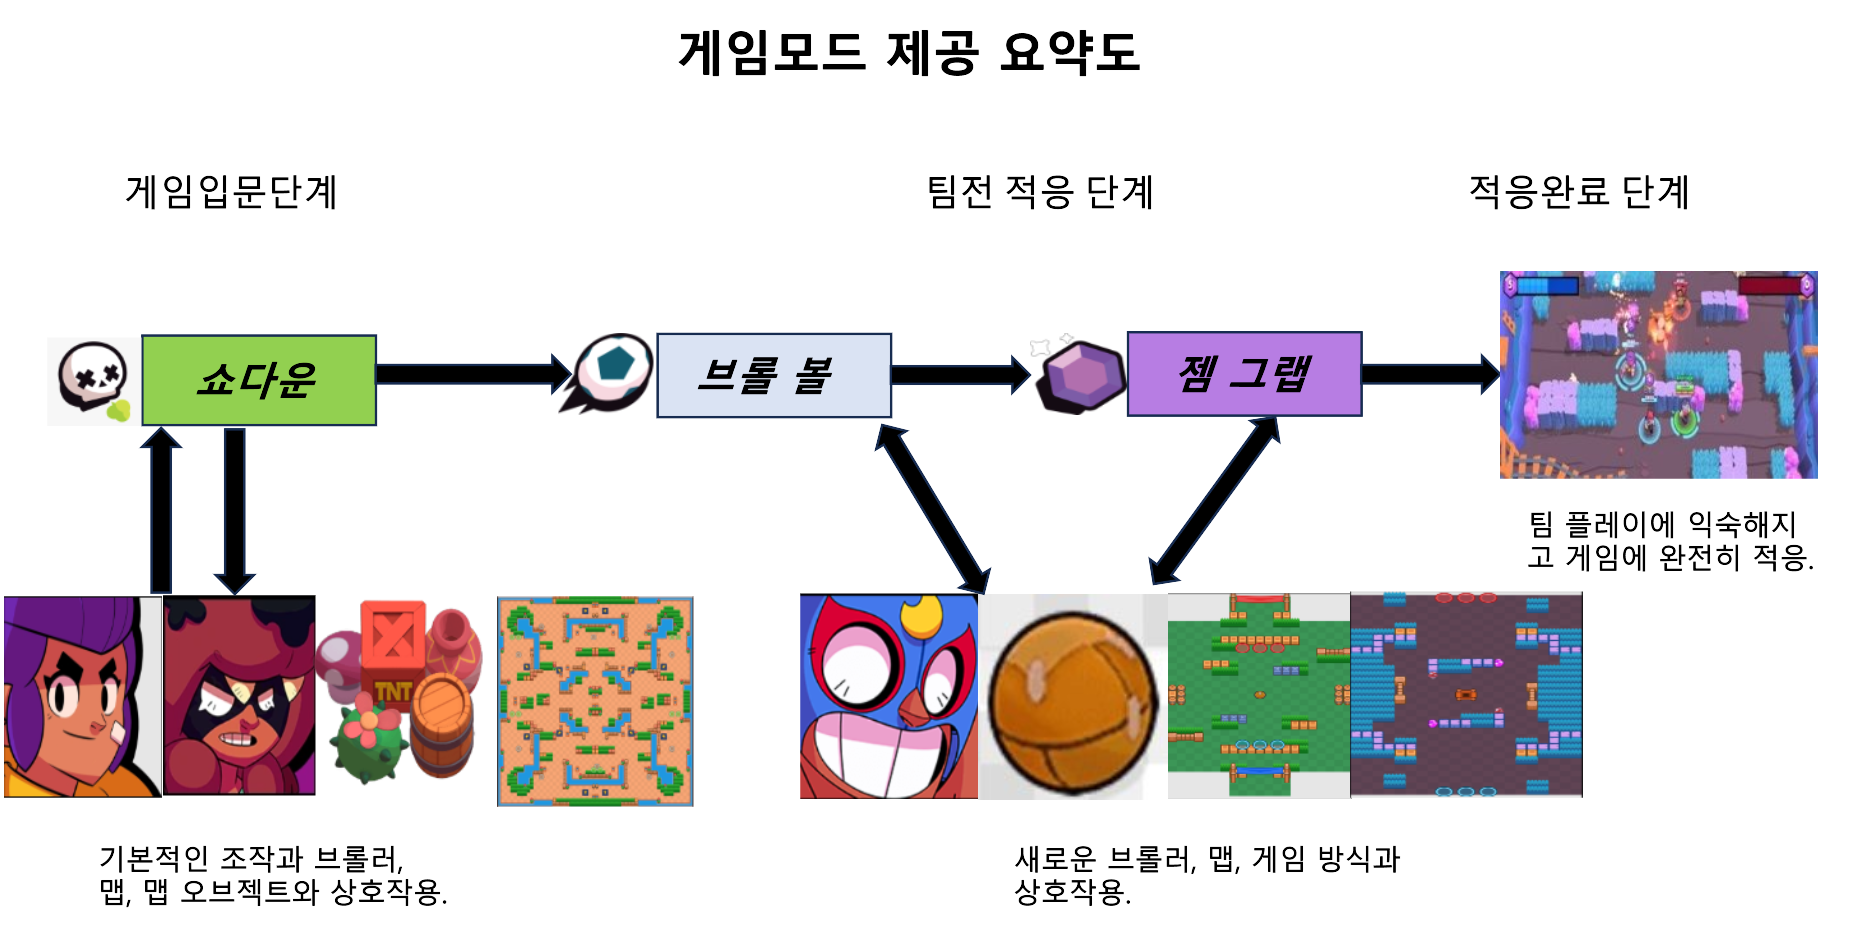 게임모드 제공 요약도
게임입문단계
팀전 적응 단계
적응완료 단계
쇼다운
브롤 볼
젬 그랩
팀 플레이에 익숙해지
고 게임에 완전히 적응.
TNT
기본적인 조작과 브롤러,
맵, 맵 오브젝트와 상호작용.
새로운 브롤러, 맵, 게임 방식과
상호작용.